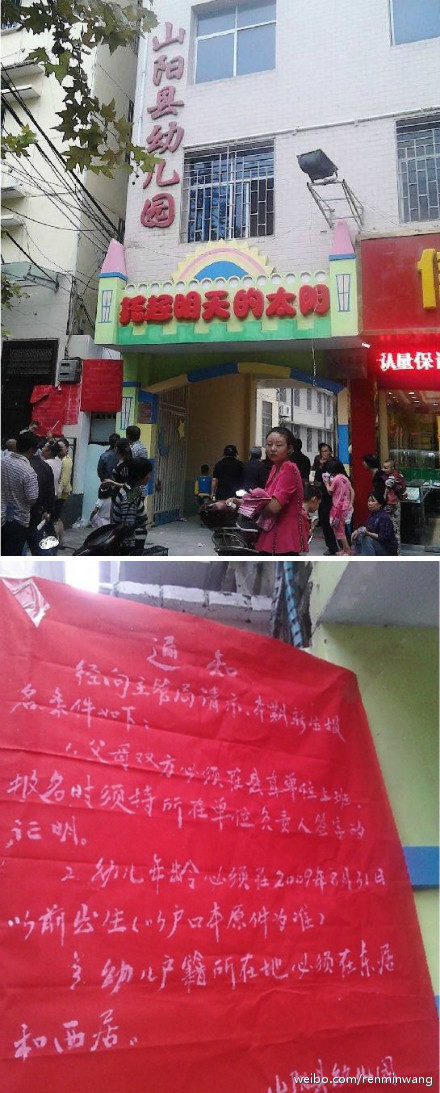 山阳县幼儿园
托起明天的太阳
认量保
通知
经向主管局请示、本期新生报
名条件如下:
1、父母双方必须在县直单位上班,
报名时须持所在单位负责人签字的
证明。
2、幼儿年龄必须在2009年8月31日
以前出生(以户口本原件为准)
3、幼儿户籍所在地必须在东居
和西居。
山阳县幼儿园
weibo.com/renminwang